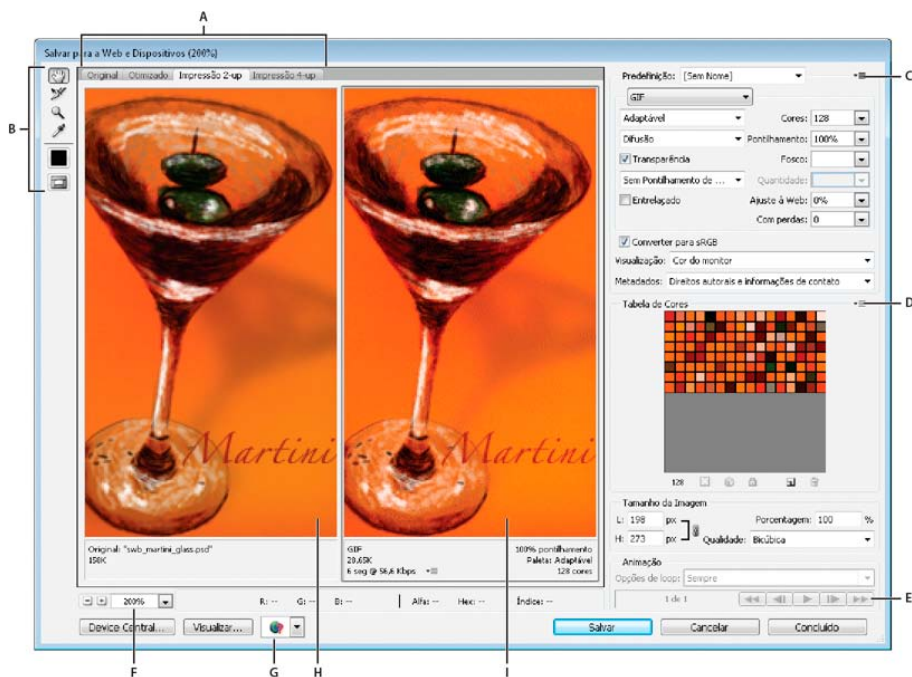 A
Salvar para a Web e Dispositivos (200%)
B
Original
Otimizado
Impressão 2-up
Impressão 4-up
Predefinição: [Sem Nome]
C
GIF
Adaptável
Cores: 128
Difusão
Pontilhamento: 100%
Transparência
Fosco:
Sem Pontilhamento de ...
Quantidade:
Entrelaçado
Ajuste à Web: 0%
Com perdas: 0
Converter para sRGB
Visualização: Cor do monitor
Metadados: Direitos autorais e informações de contato
Tabela de Cores
D
128
Martini
Martini
Tamanho da Imagem
L: 198 px
Porcentagem: 100 %
H: 273 px
Qualidade: Bicúbica
Original: "swb_martini_glass.psd"
158K
GIF
28,65K
6 seg @ 56,6 Kbps
100% pontilhamento
Paleta: Adaptável
128 cores
Animação
Opções de loop: Sempre
1 de 1
E
200%
R: --
G: --
B: --
Alfa: --
Hex: --
Índice: --
Device Central...
Visualizar...
Salvar
Cancelar
Concluído
F
G
H
I